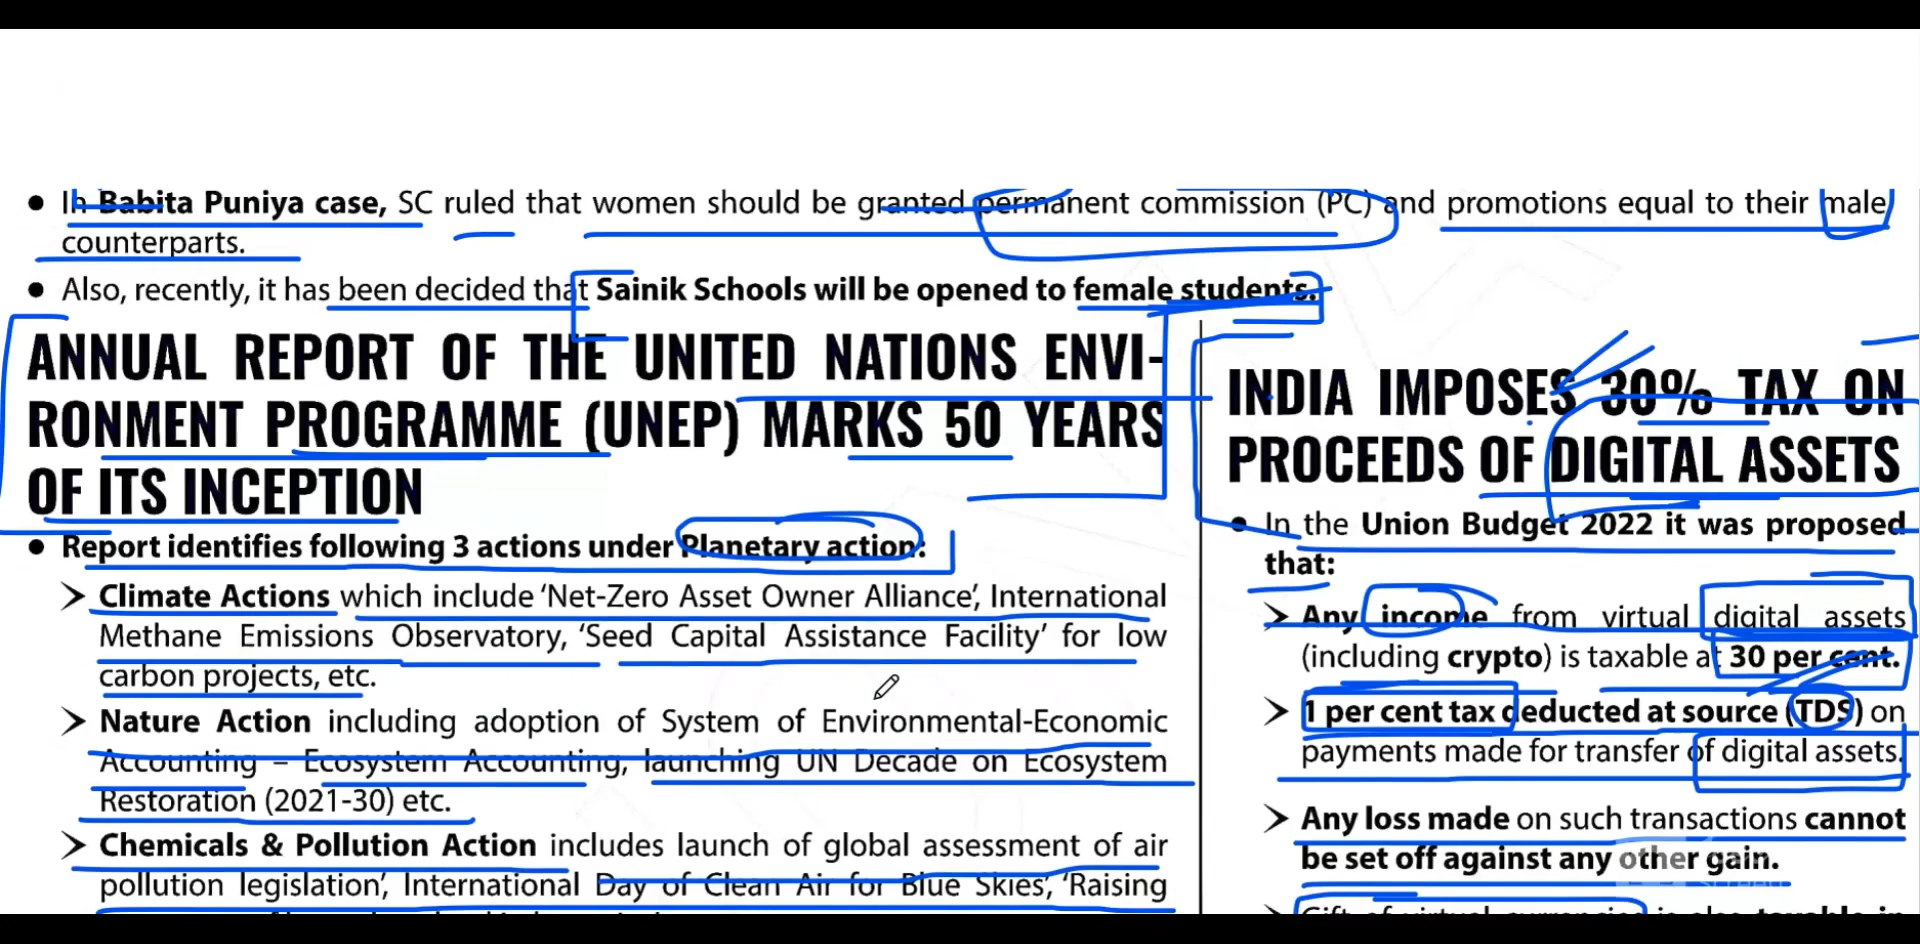 ● In Babita Puniya case, SC ruled that women should be granted permanent commission (PC) and promotions equal to their male
counterparts.
● Also, recently, it has been decided that Sainik Schools will be opened to female students.
ANNUAL REPORT OF THE UNITED NATIONS ENVI-
RONMENT PROGRAMME (UNEP) MARKS 50 YEARS
OF ITS INCEPTION
● Report identifies following 3 actions under Planetary action:
➢ Climate Actions which include ‘Net-Zero Asset Owner Alliance’, International
Methane Emissions Observatory, ‘Seed Capital Assistance Facility’ for low
carbon projects, etc.
➢ Nature Action including adoption of System of Environmental-Economic
Accounting – Ecosystem Accounting, launching UN Decade on Ecosystem
Restoration (2021-30) etc.
➢ Chemicals & Pollution Action includes launch of global assessment of air
pollution legislation’, International Day of Clean Air for Blue Skies’, ‘Raising
INDIA IMPOSES 30% TAX ON
PROCEEDS OF DIGITAL ASSETS
● In the Union Budget 2022 it was proposed
that:
➢ Any income from virtual digital assets
(including crypto) is taxable at 30 per cent.
➢ 1 per cent tax deducted at source (TDS) on
payments made for transfer of digital assets.
➢ Any loss made on such transactions cannot
be set off against any other gain.
➢ Gift of virtual currencies is also taxable in